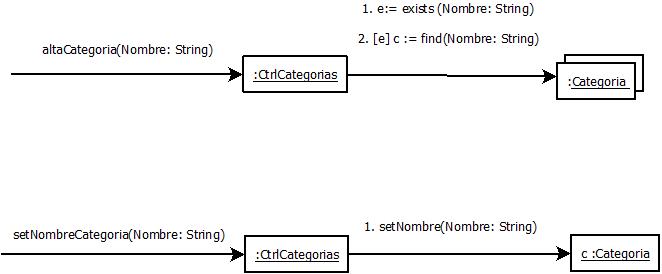 1. e:= exists (Nombre: String)
altaCategoria(Nombre: String)
2. [e] c := find(Nombre: String)
:CtrlCategorias
:Categoria
setNombreCategoria(Nombre: String)
1. setNombre(Nombre: String)
:CtrlCategorias
c :Categoria